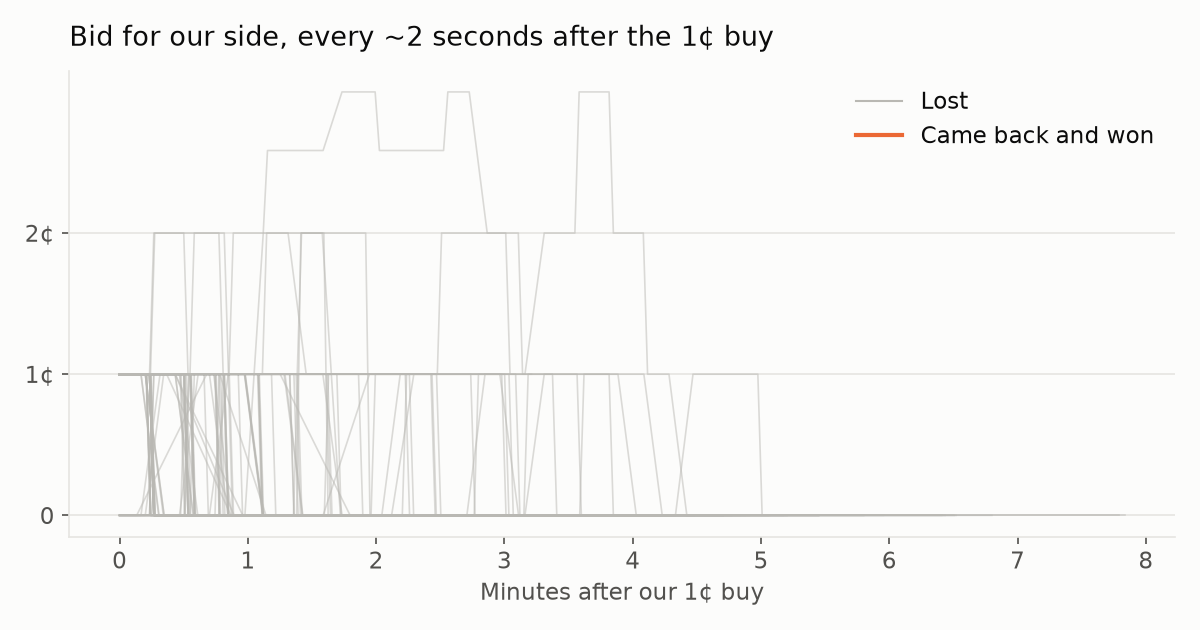 Bid for our side, every ~2 seconds after the 1¢ buy
Lost
Came back and won
2¢
1¢
0
0 1 2 3 4 5 6 7 8
Minutes after our 1¢ buy